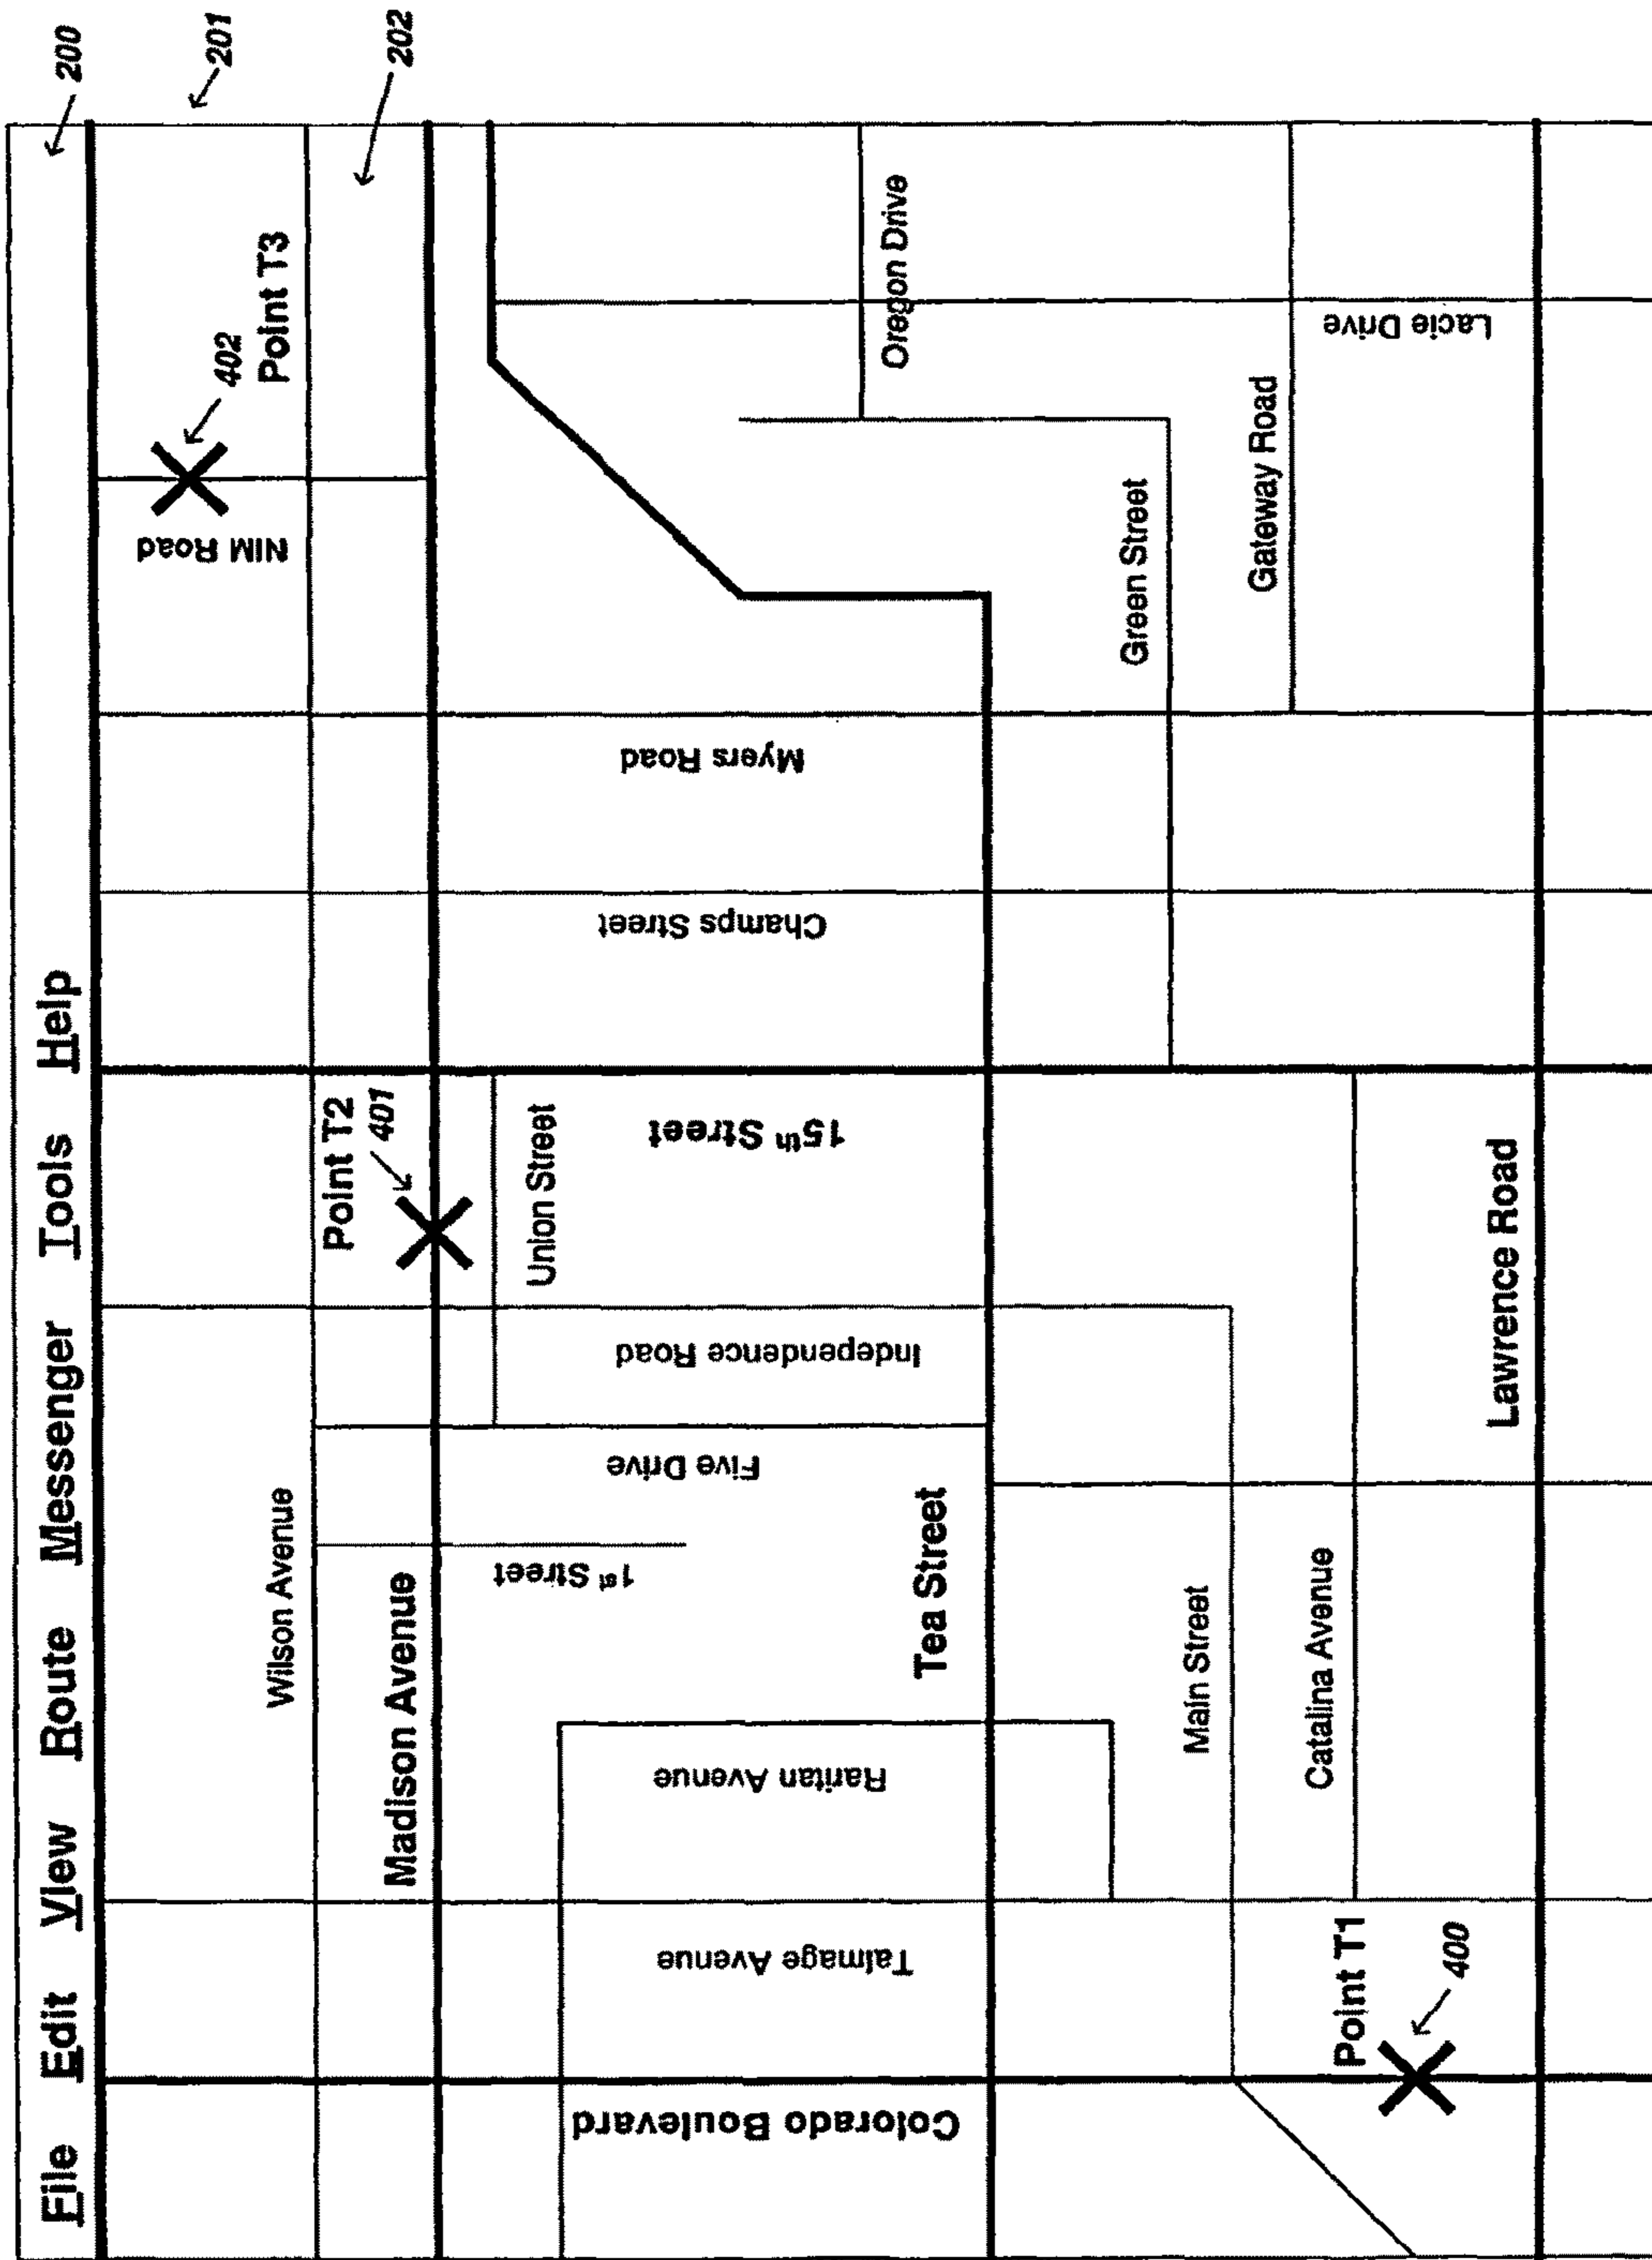 File Edit View Route Messenger Tools Help
200
201
202
NIM Road
402
Point T3
Wilson Avenue
Point T2
401
Madison Avenue
Union Street
1st Street
Five Drive
Independence Road
15th Street
Champs Street
Myers Road
Oregon Drive
Colorado Boulevard
Talmage Avenue
Raritan Avenue
Tea Street
Green Street
Main Street
Gateway Road
Catalina Avenue
Lacie Drive
Point T1
400
Lawrence Road